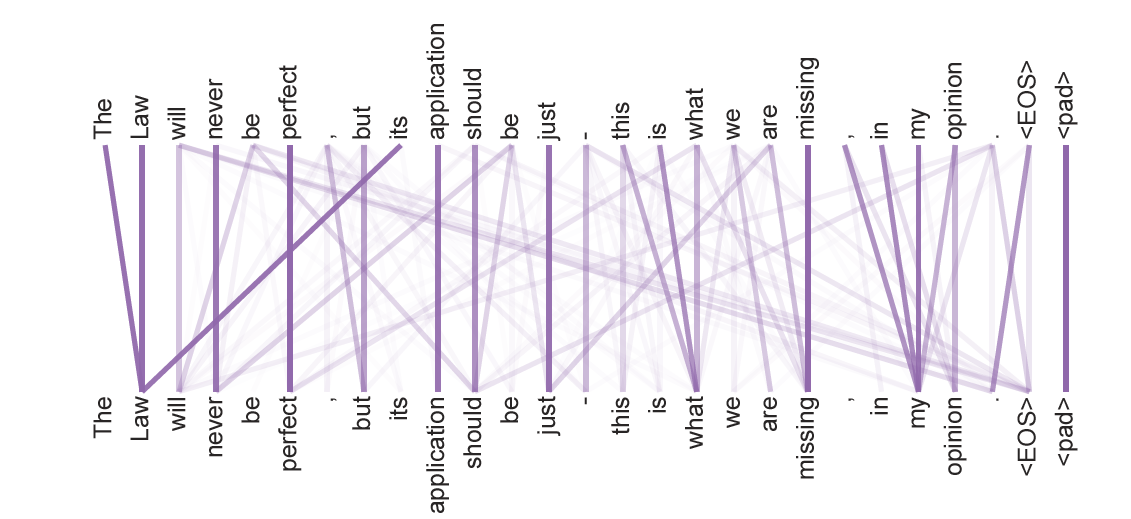 The Law will never be perfect , but its application should be just - this is what we are missing , in my opinion . <EOS> <pad>
The Law will never be perfect , but its application should be just - this is what we are missing , in my opinion . <EOS> <pad>